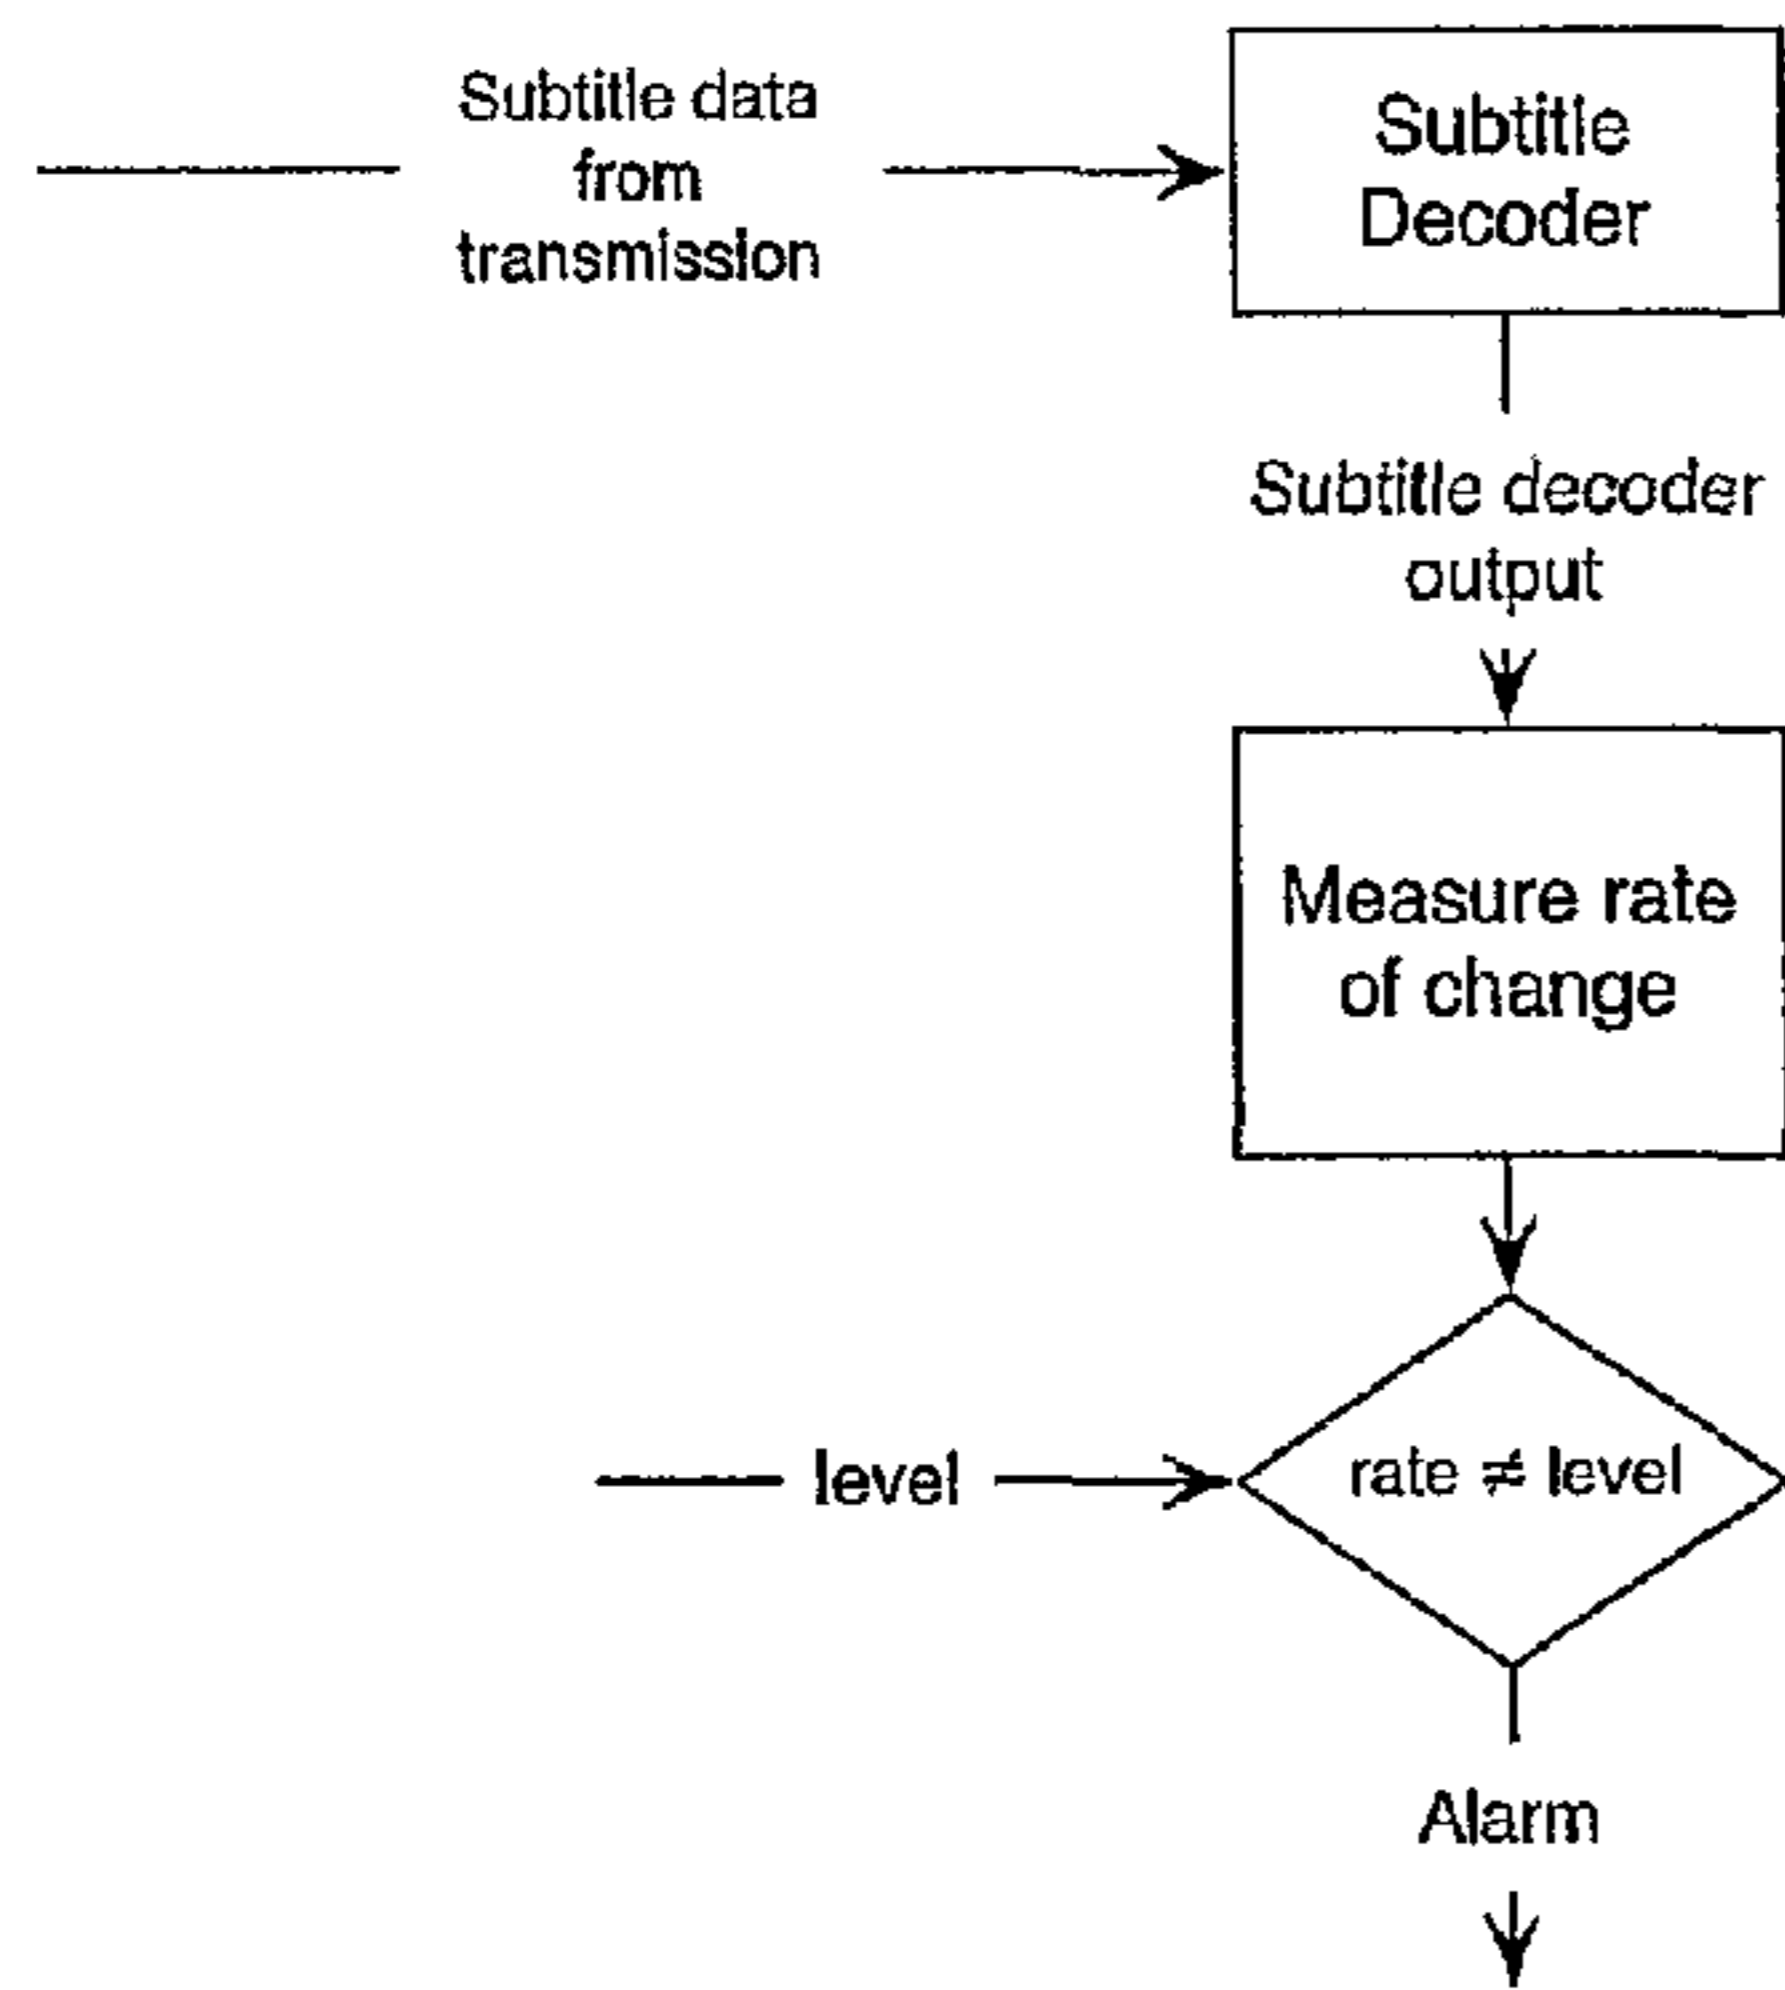 Subtitle data
from
transmission
Subtitle
Decoder
Subtitle decoder
output
Measure rate
of change
level
rate ≠ level
Alarm